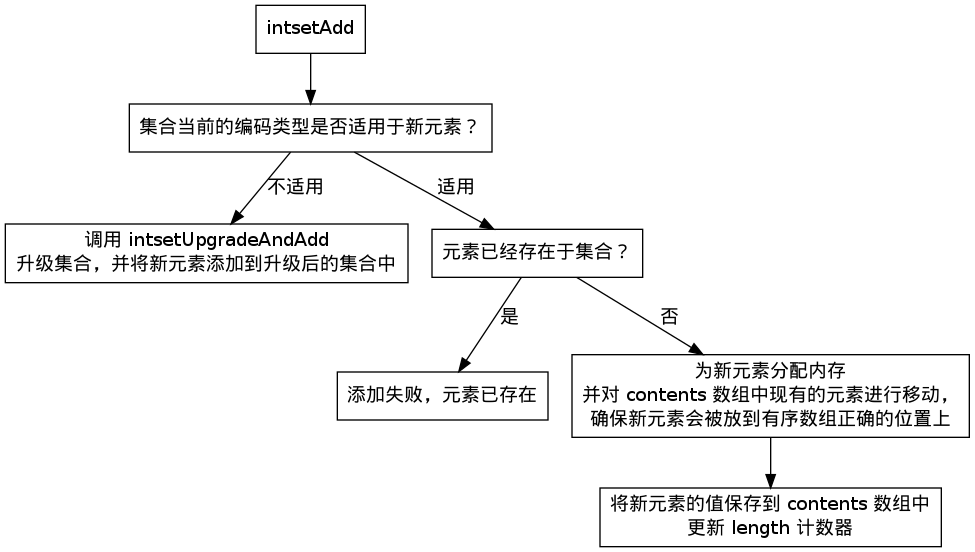 intsetAdd
集合当前的编码类型是否适用于新元素？
不适用
适用
调用 intsetUpgradeAndAdd
升级集合，并将新元素添加到升级后的集合中
元素已经存在于集合？
是
否
添加失败，元素已存在
为新元素分配内存
并对 contents 数组中现有的元素进行移动，
确保新元素会被放到有序数组正确的位置上
将新元素的值保存到 contents 数组中
更新 length 计数器